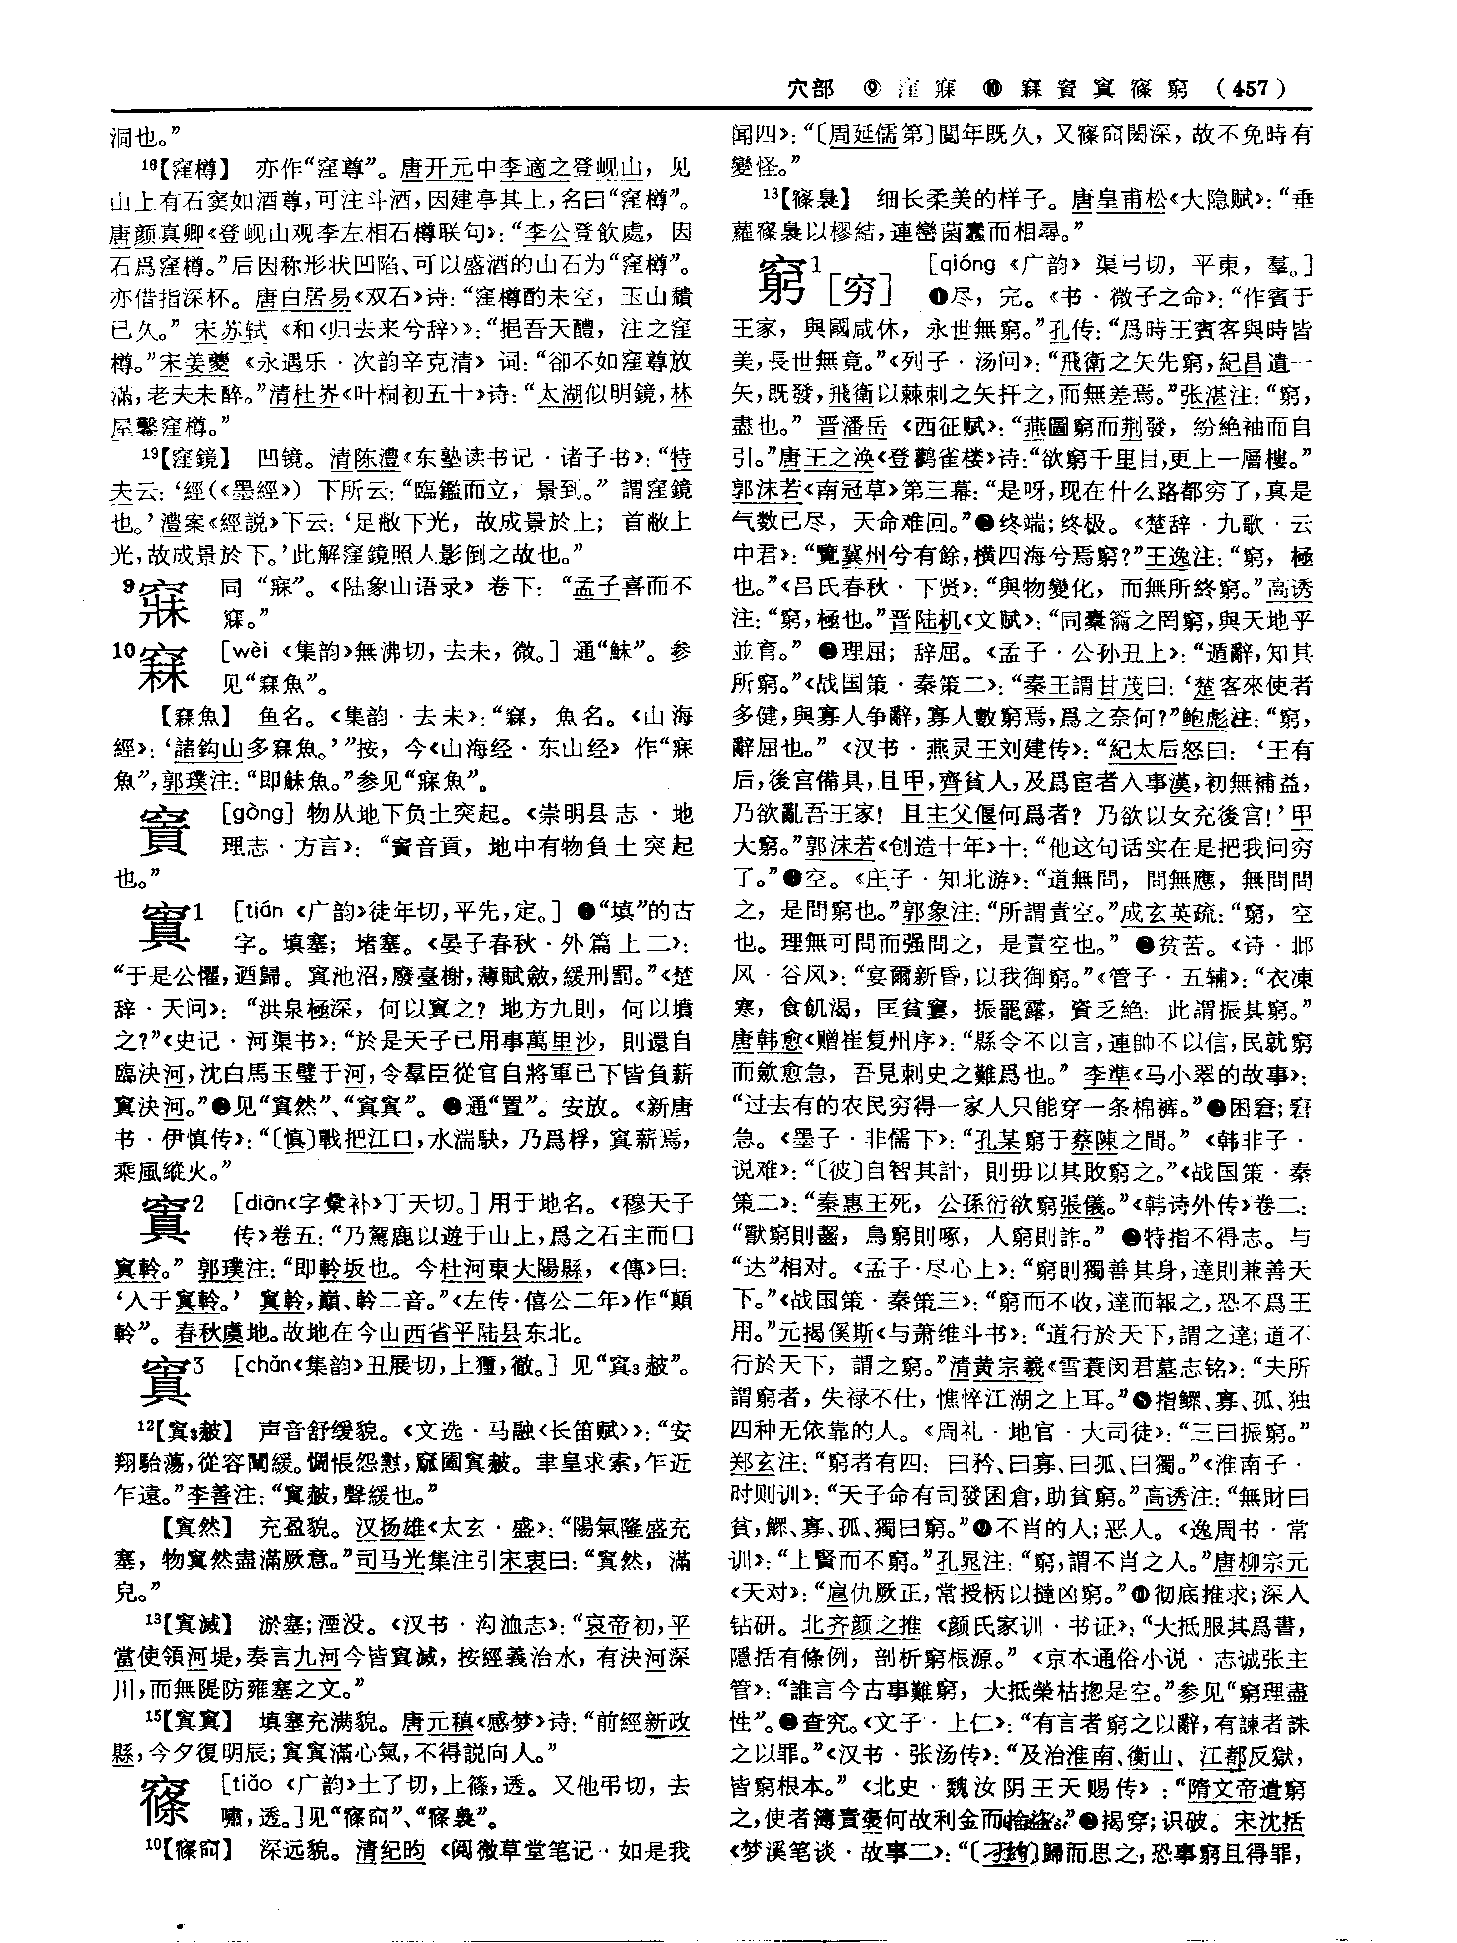 穴部 ⑨ 窪 寐 ⑩ 窲 䆪 窴 窱 窮 （457）
洞也。”
¹⁶【窪樽】 亦作“窪尊”。唐开元中李適之登岘山，见
山上有石窦如酒尊，可注斗酒，因建亭其上，名曰“窪樽”。
唐颜真卿《登岘山观李左相石樽联句》：“李公登飲處，因
石爲窪樽。”后因称形状凹陷、可以盛酒的山石为“窪樽”。
亦借指深杯。唐白居易《双石》诗：“窪樽酌未空，玉山頹
已久。”宋苏轼《和〈归去来兮辞〉》：“挹吾天醴，注之窪
樽。”宋姜夔《永遇乐·次韵辛克清》词：“卻不如窪尊放
滿，老夫未醉。”清杜岕《叶桐初五十》诗：“太湖似明鏡，林
屋罄窪樽。”
¹⁹【窪鏡】 凹镜。清陈澧《东塾读书记·诸子书》：“特
夫云：‘經（《墨經》）下所云：“臨鑑而立，景到。”謂窪鏡
也。’澧案《經説》下云：‘足敝下光，故成景於上；首敝上
光，故成景於下。’此解窪鏡照人影倒之故也。”
9 同“寐”。《陆象山语录》卷下：“孟子喜而不
寐。”
10 [wèi《集韵》無沸切，去未，微。]通“鮇”。参
见“𥧌魚”。
【𥧌魚】 鱼名。《集韵·去未》：“𥧌，魚名。《山海
經》：‘諸鈎山多𥧌魚。’”按，今《山海经·东山经》作“寐
魚”，郭璞注：“即鮇魚。”参见“寐魚”。
[gòng]物从地下负土突起。《崇明县志·地
理志·方言》：“音貢，地中有物負土突起
也。”
窴1 [tián《广韵》徒年切，平先，定。]❶“填”的古
字。填塞；堵塞。《晏子春秋·外篇上二》：
“于是公懼，迺歸。窴池沼，廢臺榭，薄賦斂，緩刑罰。”《楚
辞·天问》：“洪泉極深，何以窴之？地方九則，何以墳
之？”《史记·河渠书》：“於是天子已用事萬里沙，則還自
臨決河，沈白馬玉璧于河，令羣臣從官自將軍已下皆負薪
窴決河。”❷见“窴然”、“窴窴”。❸通“置”。安放。《新唐
书·伊慎传》：“〔慎〕戰把江口，水湍駃，乃爲桴，窴薪焉，
乘風縱火。”
窴2 [diān《字彙补》丁天切。]用于地名。《穆天子
传》卷五：“乃駕鹿以遊于山上，爲之石主而囗
窴軨。”郭璞注：“即軨坂也。今杜河東大陽縣，《傳》曰：
‘入于窴軨。’窴軨，巔、軨二音。”《左传·僖公二年》作“顛
軨”。春秋虞地。故地在今山西省平陆县东北。
窴3 [chǎn《集韵》丑展切，上獮，徹。]见“窴3赧”。
¹²【窴3赧】 声音舒缓貌。《文选·马融〈长笛赋〉》：“安
翔駘蕩，從容闡緩。惆悵怨懟，窳圔窴赧。聿皇求索，乍近
乍遠。”李善注：“窴赧，聲緩也。”
【窴然】 充盈貌。汉扬雄《太玄·盛》：“陽氣隆盛充
塞，物窴然盡滿厥意。”司马光集注引宋衷曰：“窴然，滿
皃。”
¹³【窴滅】 淤塞；湮没。《汉书·沟洫志》：“哀帝初，平
當使領河堤，奏言九河今皆窴滅，按經義治水，有決河深
川，而無隄防雍塞之文。”
¹⁵【窴窴】 填塞充满貌。唐元稹《感梦》诗：“前經新政
縣，今夕復明辰；窴窴滿心氣，不得説向人。”
窱 [tiǎo《广韵》土了切，上篠，透。又他弔切，去
嘯，透。]见“窱窅”、“窱裊”。
¹⁰【窱窅】 深远貌。清纪昀《阅微草堂笔记·如是我
闻四》：“〔周延儒第〕閲年既久，又窱窅閎深，故不免時有
變怪。”
¹³【窱裊】 细长柔美的样子。唐皇甫松《大隐赋》：“垂
蘿窱裊以樛結，連巒菌蠢而相尋。”
窮1［穷］ [qióng《广韵》渠弓切，平東，羣。]
❶尽，完。《书·微子之命》：“作賓于
王家，與國咸休，永世無窮。”孔传：“爲時王賓客與時皆
美，長世無竟。”《列子·汤问》：“飛衛之矢先窮，紀昌遺一
矢，既發，飛衛以棘刺之矢扞之，而無差焉。”张湛注：“窮，
盡也。”晋潘岳《西征赋》：“燕圖窮而荆發，紛絶袖而自
引。”唐王之涣《登鹳雀楼》诗：“欲窮千里目，更上一層樓。”
郭沫若《南冠草》第三幕：“是呀，现在什么路都穷了，真是
气数已尽，天命难回。”❷终端；终极。《楚辞·九歌·云
中君》：“覽冀州兮有餘，横四海兮焉窮？”王逸注：“窮，極
也。”《吕氏春秋·下贤》：“與物變化，而無所終窮。”高诱
注：“窮，極也。”晋陆机《文赋》：“同橐籥之罔窮，與天地乎
並育。”❸理屈；辞屈。《孟子·公孙丑上》：“遁辭，知其
所窮。”《战国策·秦策二》：“秦王謂甘茂曰：‘楚客來使者
多健，與寡人争辭，寡人數窮焉，爲之奈何？”鲍彪注：“窮，
辭屈也。”《汉书·燕灵王刘建传》：“紀太后怒曰：‘王有
后，後宫備具，且甲，齊貧人，及爲宦者入事漢，初無補益，
乃欲亂吾王家！且主父偃何爲者？乃欲以女充後宫！’甲
大窮。”郭沫若《创造十年》十：“他这句话实在是把我问穷
了。”❹空。《庄子·知北游》：“道無問，問無應，無問問
之，是問窮也。”郭象注：“所謂責空。”成玄英疏：“窮，空
也。理無可問而强問之，是責空也。”❺贫苦。《诗·邶
风·谷风》：“宴爾新昏，以我御窮。”《管子·五辅》：“衣凍
寒，食飢渴，匡貧窶，振罷露，資乏絶：此謂振其窮。”
唐韩愈《赠崔复州序》：“縣令不以言，連帥不以信，民就窮
而斂愈急，吾見刺史之難爲也。”李準《马小翠的故事》：
“过去有的农民穷得一家人只能穿一条棉裤。”❻困窘；窘
急。《墨子·非儒下》：“孔某窮于蔡陳之間。”《韩非子·
说难》：“〔彼〕自智其計，則毋以其敗窮之。”《战国策·秦
策二》：“秦惠王死，公孫衍欲窮張儀。”《韩诗外传》卷二：
“獸窮則齧，鳥窮則啄，人窮則詐。”❼特指不得志。与
“达”相对。《孟子·尽心上》：“窮則獨善其身，達則兼善天
下。”《战国策·秦策三》：“窮而不收，達而報之，恐不爲王
用。”元揭傒斯《与萧维斗书》：“道行於天下，謂之達；道不
行於天下，謂之窮。”清黄宗羲《雪蓑闵君墓志铭》：“夫所
謂窮者，失禄不仕，憔悴江湖之上耳。”❽指鳏、寡、孤、独
四种无依靠的人。《周礼·地官·大司徒》：“三曰振窮。”
郑玄注：“窮者有四：曰矜、曰寡、曰孤、曰獨。”《淮南子·
时则训》：“天子命有司發囷倉，助貧窮。”高诱注：“無財曰
貧，鰥、寡、孤、獨曰窮。”❾不肖的人；恶人。《逸周书·常
训》：“上賢而不窮。”孔晁注：“窮，謂不肖之人。”唐柳宗元
《天对》：“扈仇厥正，常授柄以撻凶窮。”❿彻底推求；深入
钻研。北齐颜之推《颜氏家训·书证》：“大抵服其爲書，
隱括有條例，剖析窮根源。”《京本通俗小说·志诚张主
管》：“誰言今古事難窮，大抵榮枯揔是空。”参见“窮理盡
性”。⓫查究。《文子·上仁》：“有言者窮之以辭，有諫者誅
之以罪。”《汉书·张汤传》：“及治淮南、衡山、江都反獄，
皆窮根本。”《北史·魏汝阴王天赐传》：“隋文帝遣窮
之，使者簿責褒何故利金而捨盜。”⓬揭穿；识破。宋沈括
《梦溪笔谈·故事二》：“〔刁約〕歸而思之，恐事窮且得罪，